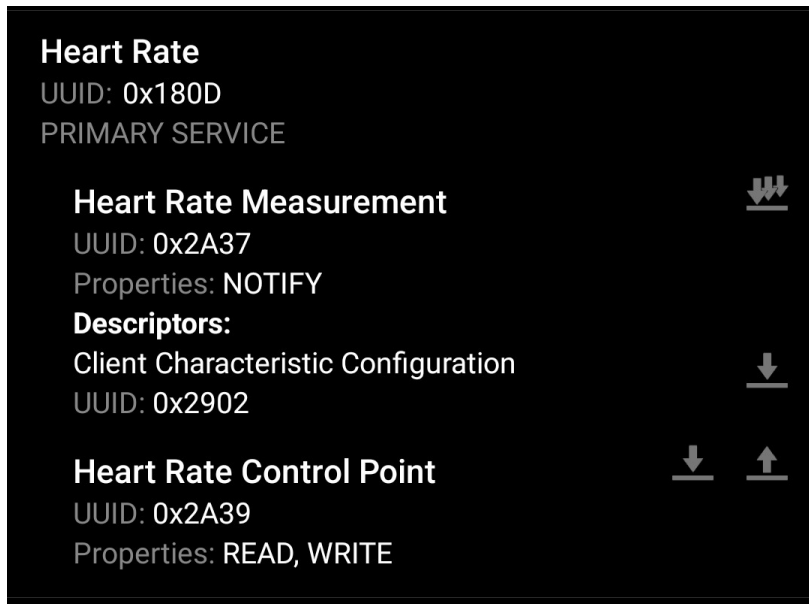 Heart Rate
UUID: 0x180D
PRIMARY SERVICE
Heart Rate Measurement
UUID: 0x2A37
Properties: NOTIFY
Descriptors:
Client Characteristic Configuration
UUID: 0x2902
Heart Rate Control Point
UUID: 0x2A39
Properties: READ, WRITE